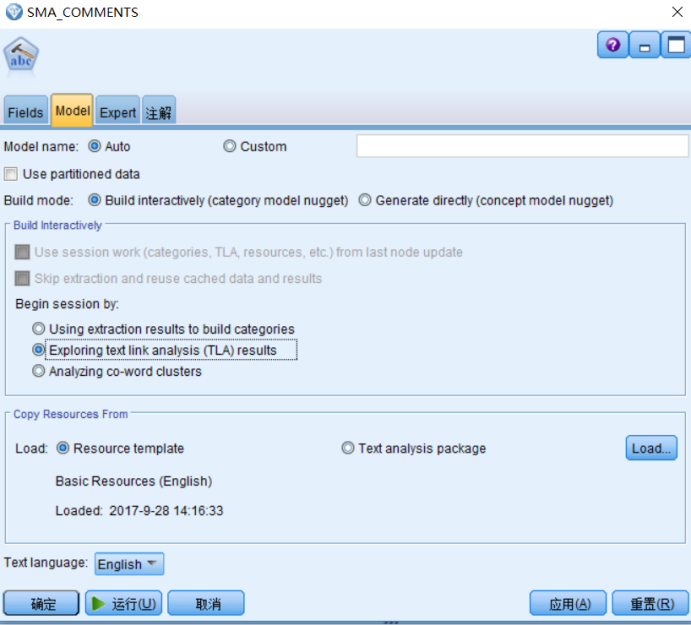 SMA_COMMENTS
abc
Fields Model Expert 注解
Model name: Auto Custom
Use partitioned data
Build mode: Build interactively (category model nugget) Generate directly (concept model nugget)
Build Interactively
Use session work (categories, TLA, resources, etc.) from last node update
Skip extraction and reuse cached data and results
Begin session by:
Using extraction results to build categories
Exploring text link analysis (TLA) results
Analyzing co-word clusters
Copy Resources From
Load: Resource template Text analysis package Load...
Basic Resources (English)
Loaded: 2017-9-28 14:16:33
Text language: English
确定 运行(U) 取消 应用(A) 重置(R)